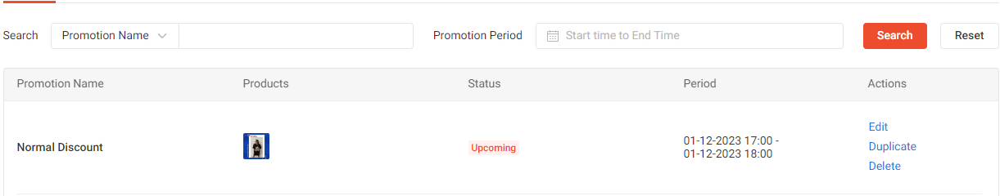 Search Promotion Name Promotion Period Start time to End Time Search Reset
Promotion Name Products Status Period Actions
Normal Discount Upcoming 01-12-2023 17:00 -
01-12-2023 18:00
Edit
Duplicate
Delete